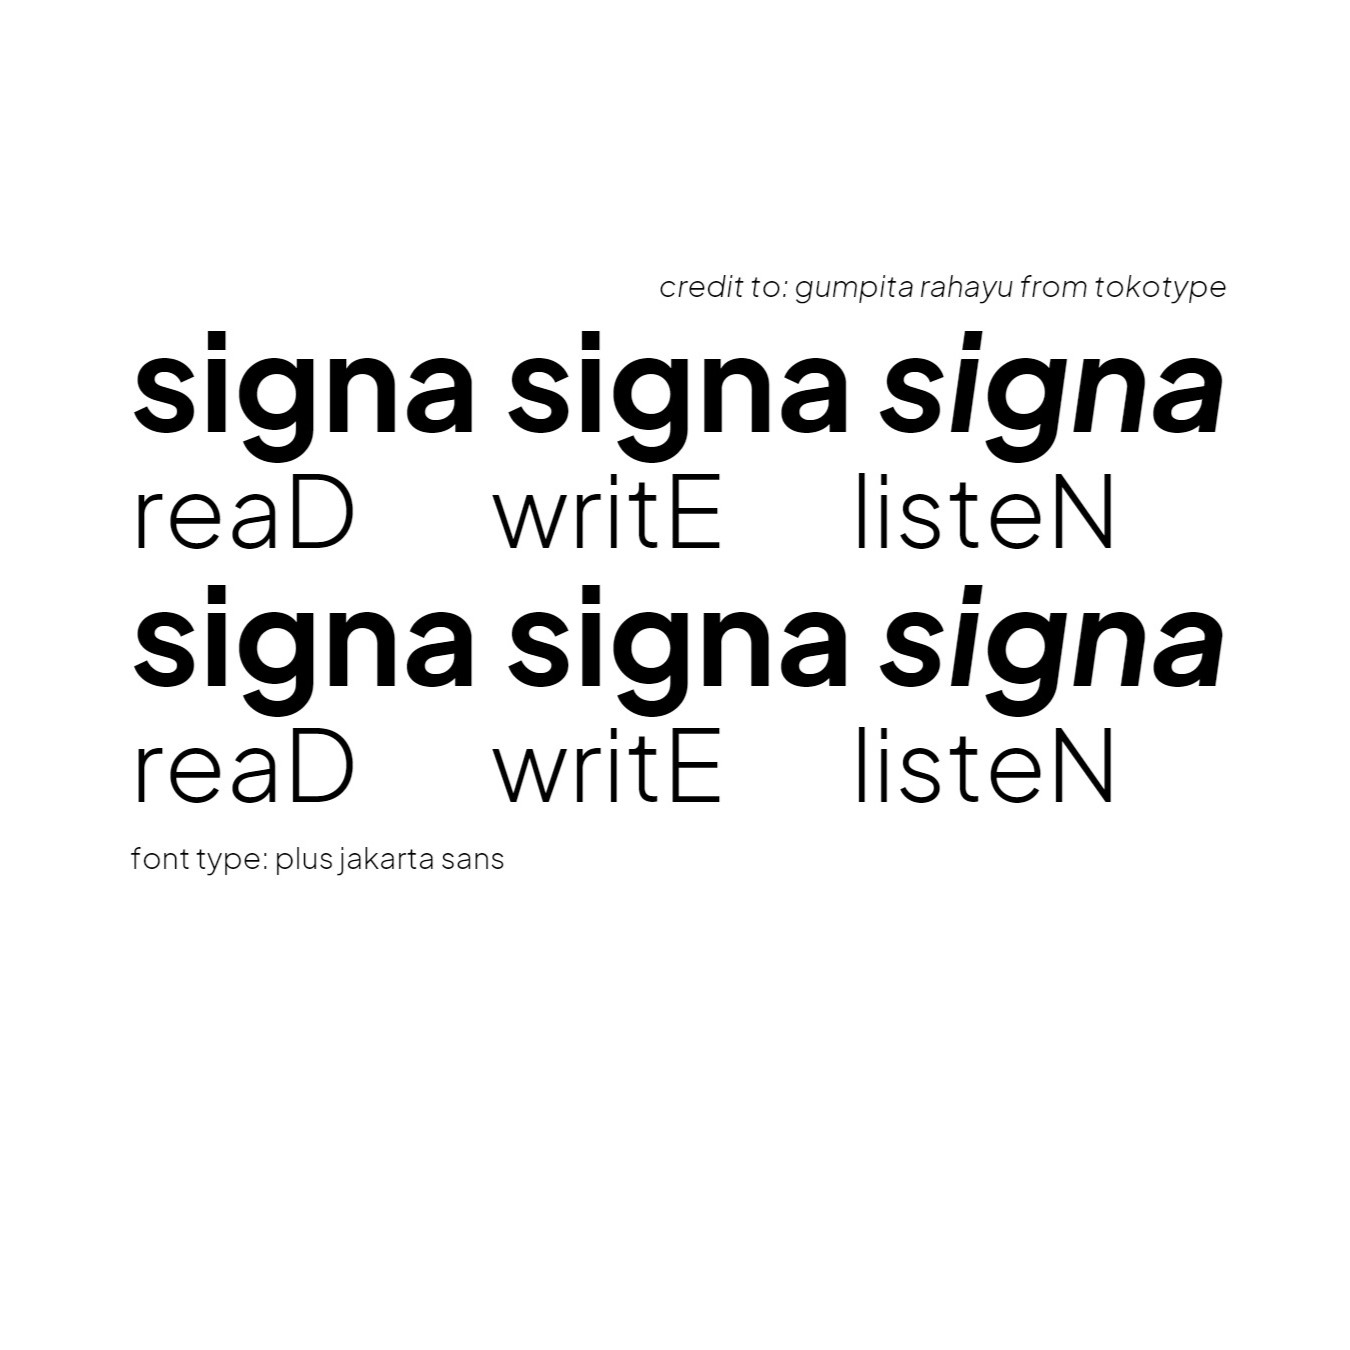 credit to: gumpita rahayu from tokotype
signa signa signa
reaD writE listeN
signa signa signa
reaD writE listeN
font type: plus jakarta sans